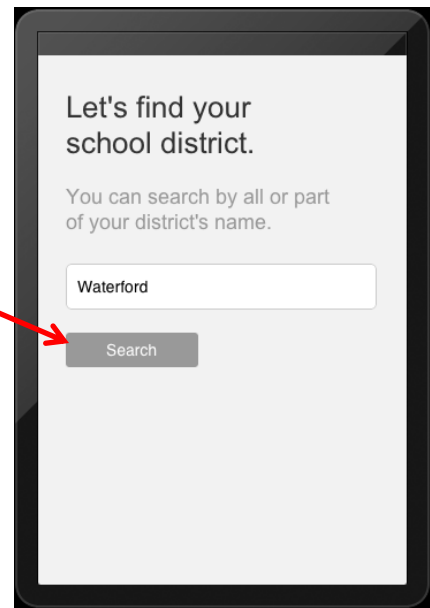 Let's find your
school district.
You can search by all or part
of your district's name.
Waterford
Search